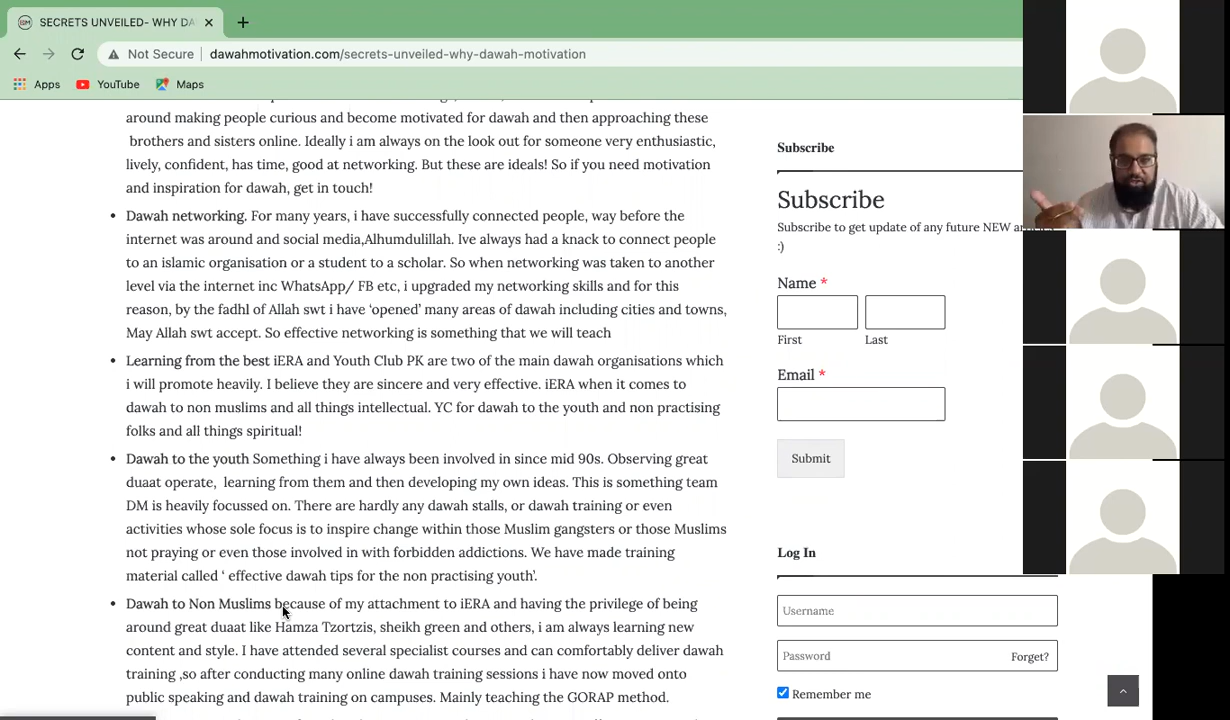 SECRETS UNVEILED- WHY DA
Not Secure
dawahmotivation.com/secrets-unveiled-why-dawah-motivation
Apps
YouTube
Maps
around making people curious and become motivated for dawah and then approaching these
brothers and sisters online. Ideally i am always on the look out for someone very enthusiastic,
lively, confident, has time, good at networking. But these are ideals! So if you need motivation
and inspiration for dawah, get in touch!
• Dawah networking. For many years, i have successfully connected people, way before the
internet was around and social media,Alhumdulillah. Ive always had a knack to connect people
to an islamic organisation or a student to a scholar. So when networking was taken to another
level via the internet inc WhatsApp/ FB etc, i upgraded my networking skills and for this
reason, by the fadhl of Allah swt i have ‘opened’ many areas of dawah including cities and towns,
May Allah swt accept. So effective networking is something that we will teach
• Learning from the best iERA and Youth Club PK are two of the main dawah organisations which
i will promote heavily. I believe they are sincere and very effective. iERA when it comes to
dawah to non muslims and all things intellectual. YC for dawah to the youth and non practising
folks and all things spiritual!
• Dawah to the youth Something i have always been involved in since mid 90s. Observing great
duaat operate, learning from them and then developing my own ideas. This is something team
DM is heavily focussed on. There are hardly any dawah stalls, or dawah training or even
activities whose sole focus is to inspire change within those Muslim gangsters or those Muslims
not praying or even those involved in with forbidden addictions. We have made training
material called ‘ effective dawah tips for the non practising youth’.
• Dawah to Non Muslims because of my attachment to iERA and having the privilege of being
around great duaat like Hamza Tzortzis, sheikh green and others, i am always learning new
content and style. I have attended several specialist courses and can comfortably deliver dawah
training ,so after conducting many online dawah training sessions i have now moved onto
public speaking and dawah training on campuses. Mainly teaching the GORAP method.
Subscribe
Subscribe
Subscribe to get update of any future NEW
:)
Name *
First
Last
Email *
Submit
Log In
Username
Password
Forget?
Remember me